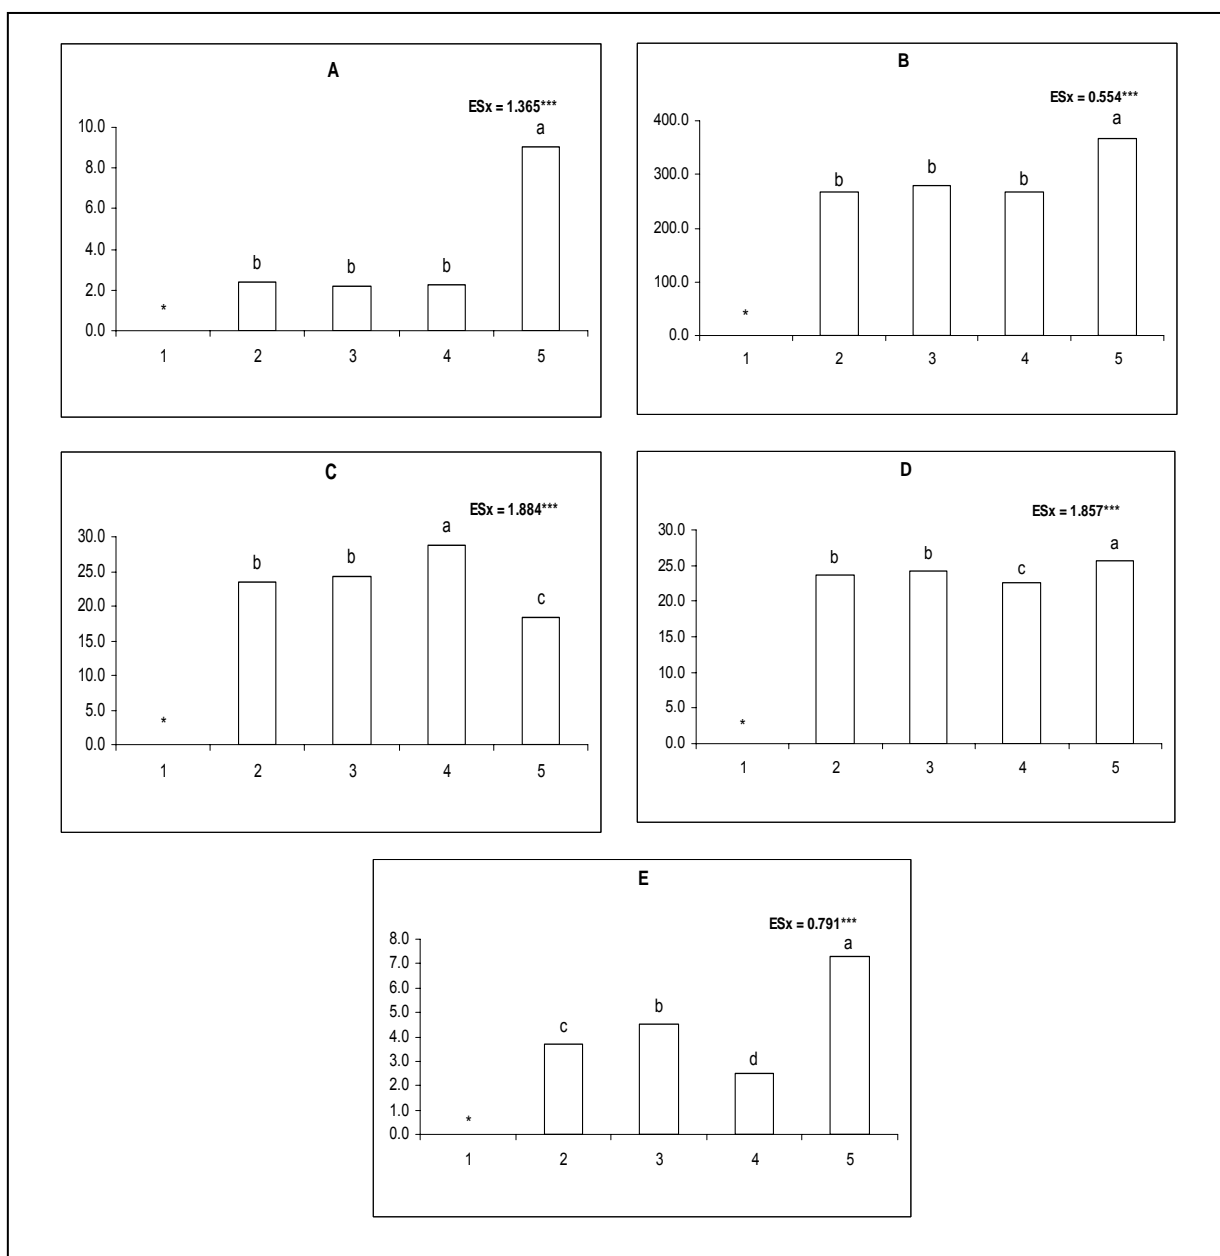 A
ESx = 1.365***
a
10.0
8.0
6.0
4.0
b
b
b
2.0
*
0.0
1 2 3 4 5
B
ESx = 0.554***
a
400.0
b
b
b
300.0
200.0
100.0
*
0.0
1 2 3 4 5
C
ESx = 1.884***
a
30.0
b
b
25.0
c
20.0
15.0
10.0
5.0
*
0.0
1 2 3 4 5
D
ESx = 1.857***
a
30.0
b
b
c
25.0
20.0
15.0
10.0
5.0
*
0.0
1 2 3 4 5
E
ESx = 0.791***
a
8.0
7.0
6.0
b
5.0
c
4.0
d
3.0
2.0
1.0
*
0.0
1 2 3 4 5